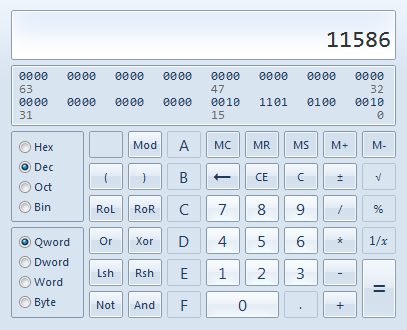 11586
0000 0000 0000 0000 0000 0000 0000 0000
63 47 32
0000 0000 0000 0000 0010 1101 0100 0010
31 15 0
Hex Mod A MC MR MS M+ M-
Dec ( ) B ← CE C ± √
Oct RoL RoR C 7 8 9 / %
Bin
Qword Or Xor D 4 5 6 * 1/x
Dword Lsh Rsh E 1 2 3 - =
Word
Byte Not And F 0 . +